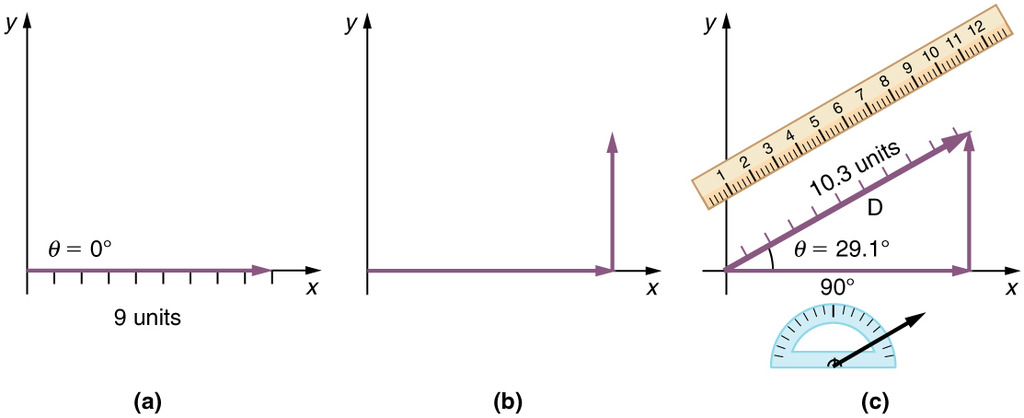 y
θ = 0°
x
9 units
(a)
y
x
(b)
y
1 2 3 4 5 6 7 8 9 10 11 12
10.3 units
D
θ = 29.1°
x
90°
(c)